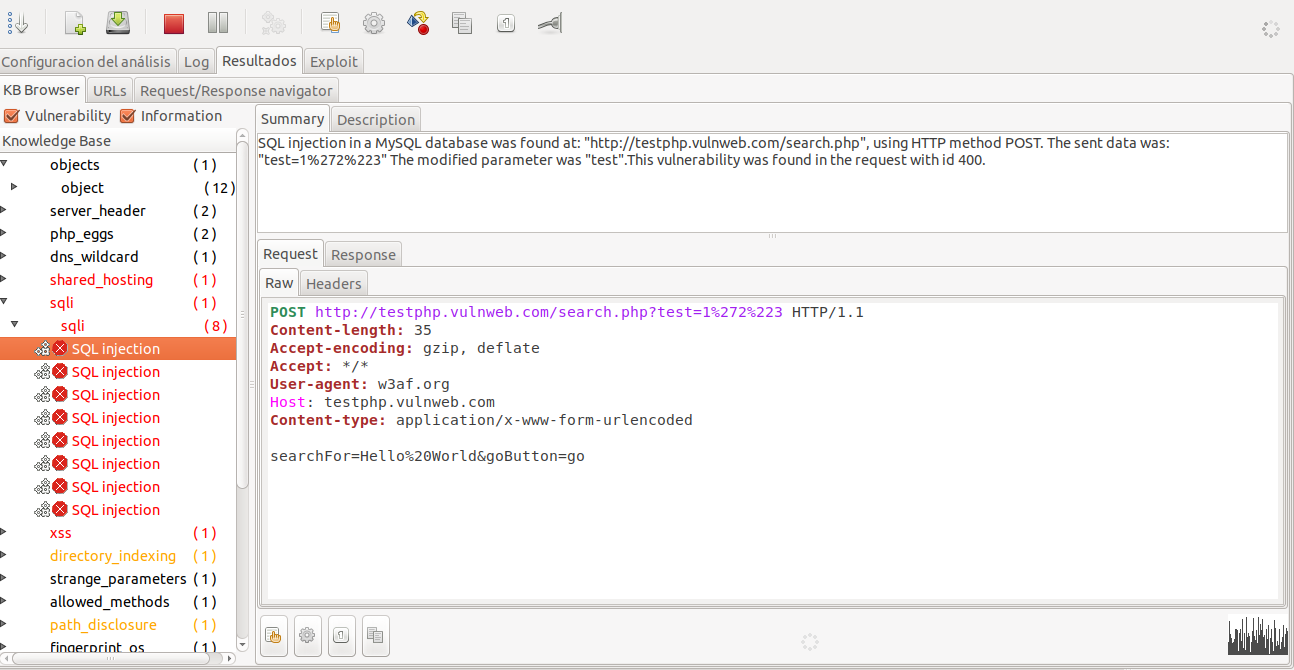 Configuracion del análisis Log Resultados Exploit
KB Browser URLs Request/Response navigator
Vulnerability Information
Knowledge Base
objects (1)
object (12)
server_header (2)
php_eggs (2)
dns_wildcard (1)
shared_hosting (1)
sqli (1)
sqli (8)
SQL injection
SQL injection
SQL injection
SQL injection
SQL injection
SQL injection
SQL injection
SQL injection
xss (1)
directory_indexing (1)
strange_parameters (1)
allowed_methods (1)
path_disclosure (1)
fingerprint_os (1)
Summary Description
SQL injection in a MySQL database was found at: "http://testphp.vulnweb.com/search.php", using HTTP method POST. The sent data was:
"test=1%272%223" The modified parameter was "test".This vulnerability was found in the request with id 400.
Request Response
Raw Headers
POST http://testphp.vulnweb.com/search.php?test=1%272%223 HTTP/1.1
Content-length: 35
Accept-encoding: gzip, deflate
Accept: */*
User-agent: w3af.org
Host: testphp.vulnweb.com
Content-type: application/x-www-form-urlencoded
searchFor=Hello%20World&goButton=go